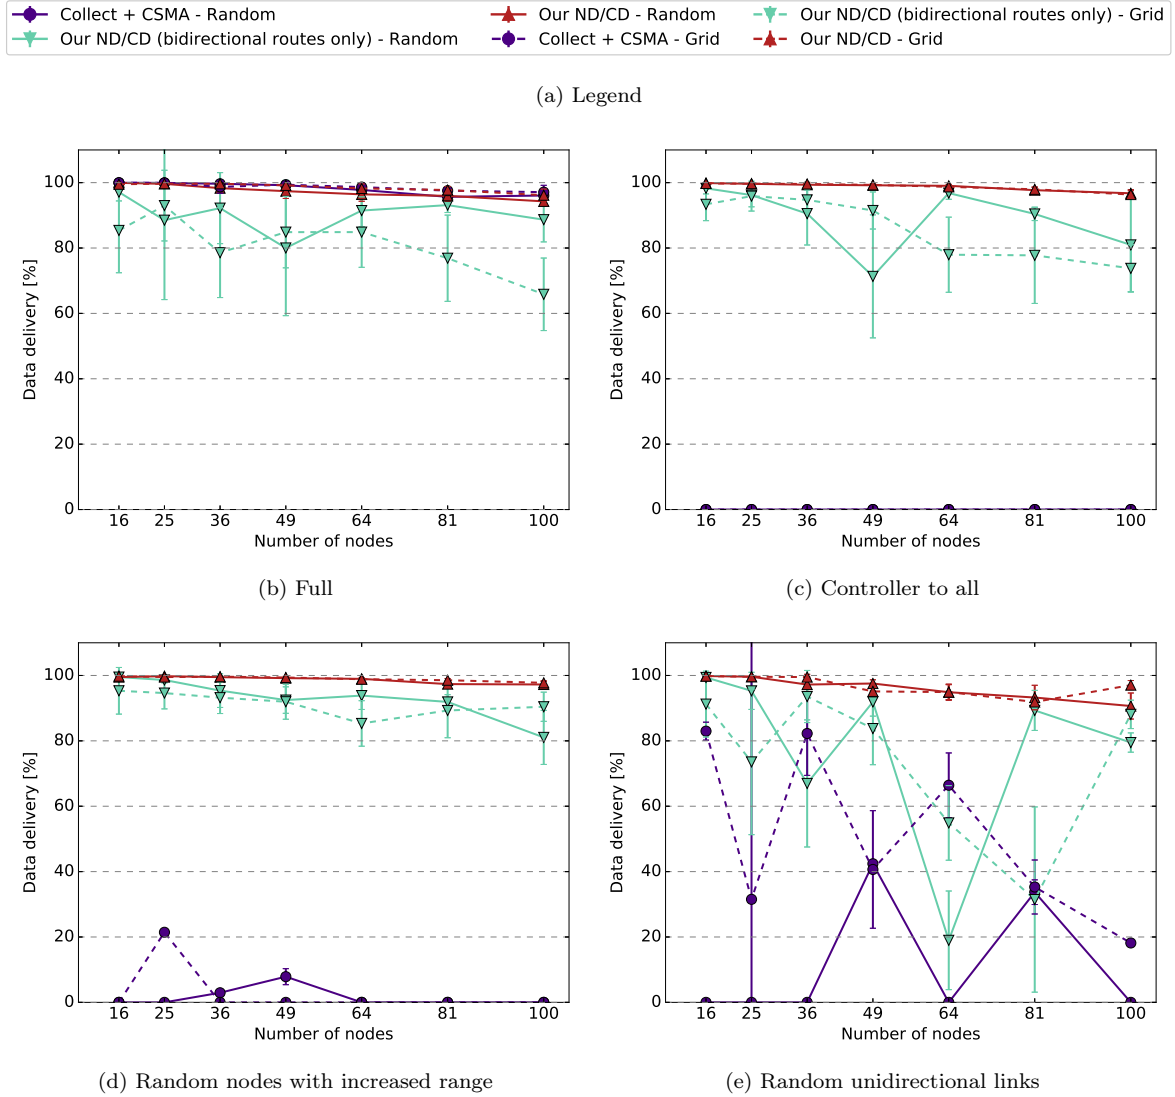 Collect + CSMA - Random
Our ND/CD - Random
Our ND/CD (bidirectional routes only) - Grid
Our ND/CD (bidirectional routes only) - Random
Collect + CSMA - Grid
Our ND/CD - Grid
(a) Legend
100
80
60
40
20
0
Data delivery [%]
16 25 36 49 64 81 100
Number of nodes
(b) Full
100
80
60
40
20
0
Data delivery [%]
16 25 36 49 64 81 100
Number of nodes
(c) Controller to all
100
80
60
40
20
0
Data delivery [%]
16 25 36 49 64 81 100
Number of nodes
(d) Random nodes with increased range
100
80
60
40
20
0
Data delivery [%]
16 25 36 49 64 81 100
Number of nodes
(e) Random unidirectional links